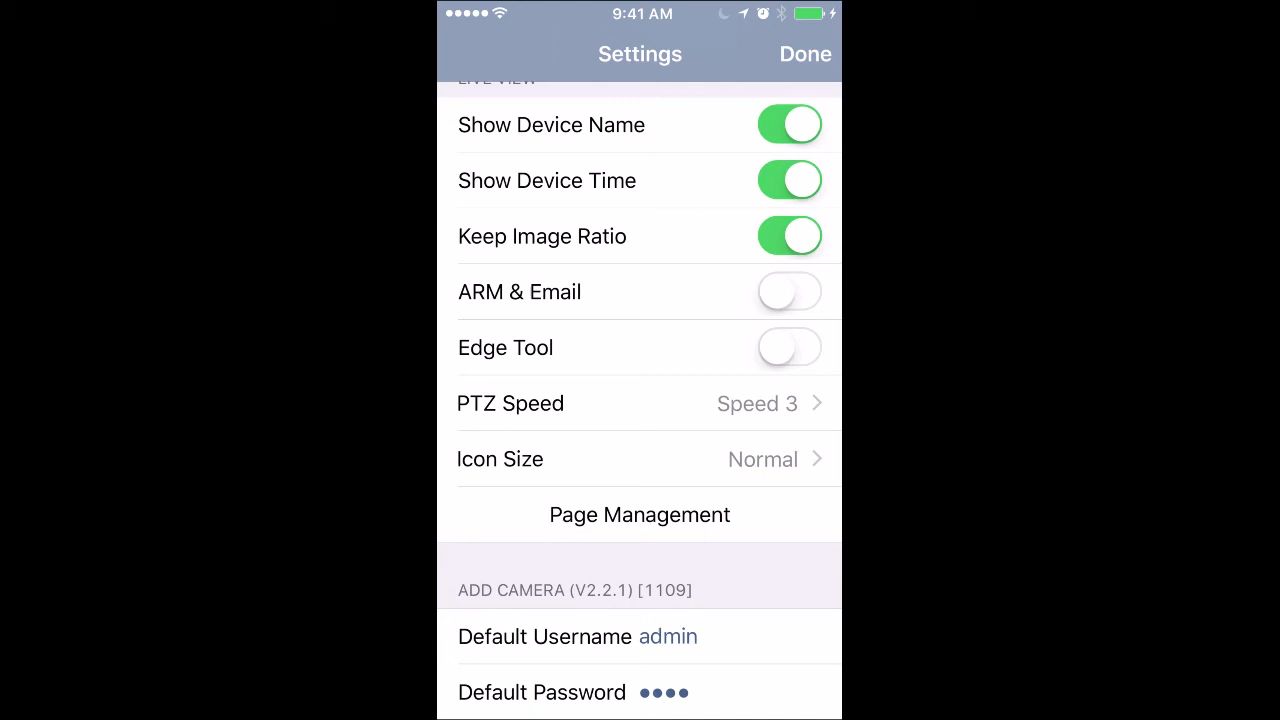 9:41 AM
Settings
Done
LIVE VIEW
Show Device Name
Show Device Time
Keep Image Ratio
ARM & Email
Edge Tool
PTZ Speed Speed 3
Icon Size Normal
Page Management
ADD CAMERA (V2.2.1) [1109]
Default Username admin
Default Password ●●●●